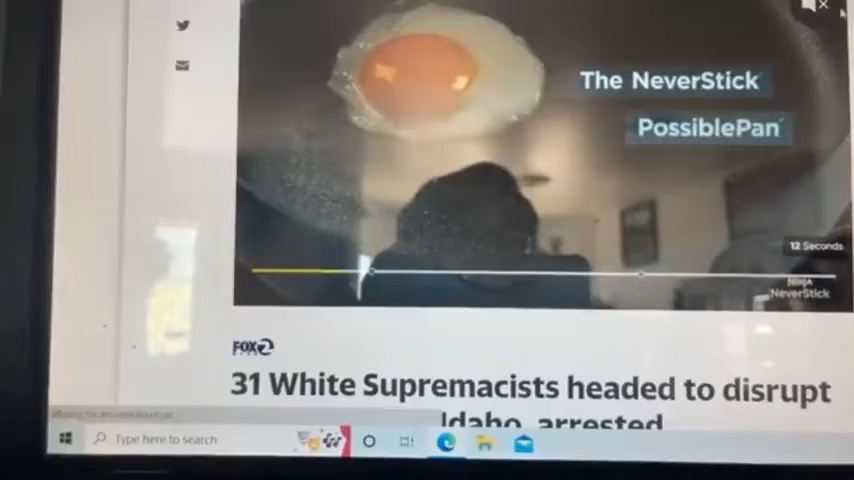 The NeverStick
PossiblePan
12 Seconds
NINJA
NeverStick
FOX 2
31 White Supremacists headed to disrupt
Idaho, arrested
Type here to search